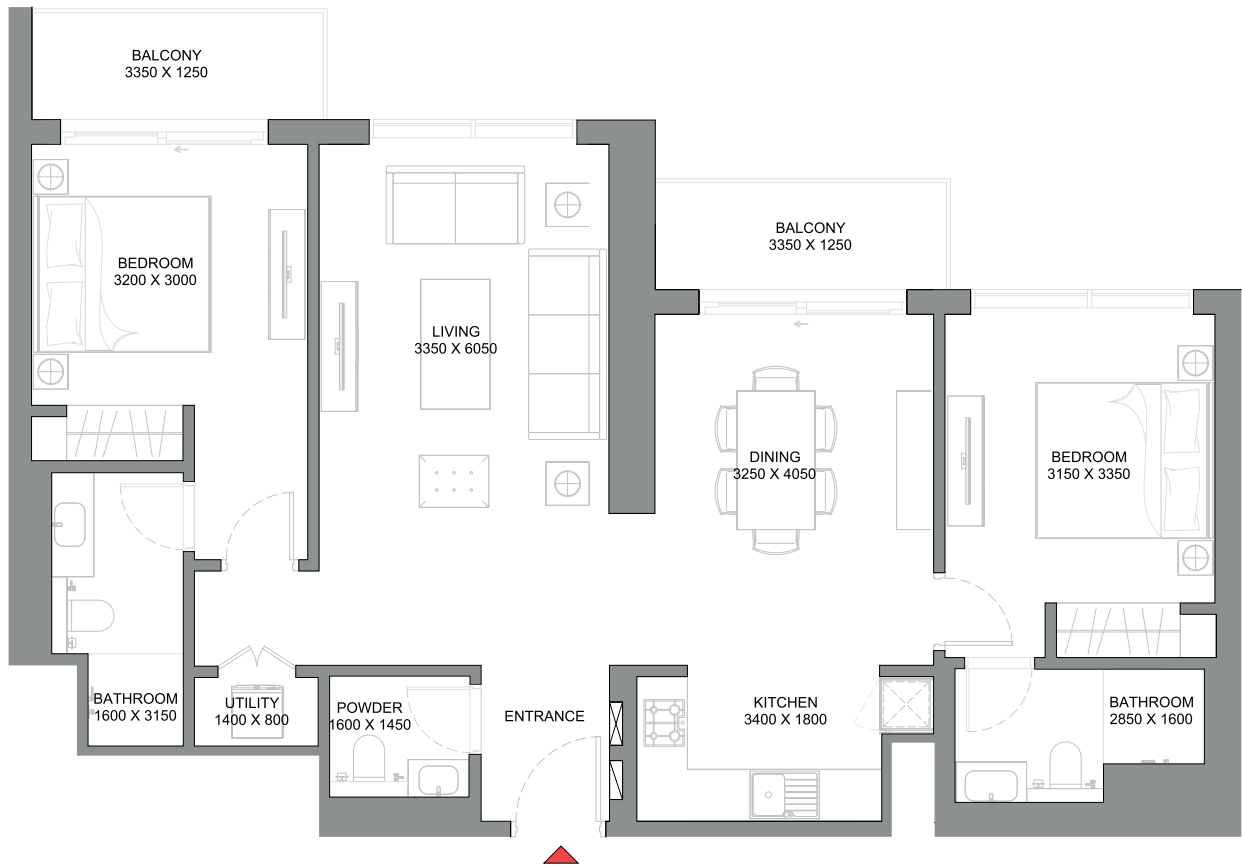 BALCONY
3350 X 1250
BALCONY
3350 X 1250
BEDROOM
3200 X 3000
LIVING
3350 X 6050
DINING
3250 X 4050
BEDROOM
3150 X 3350
BATHROOM
1600 X 3150
UTILITY
1400 X 800
POWDER
1600 X 1450
ENTRANCE
KITCHEN
3400 X 1800
BATHROOM
2850 X 1600